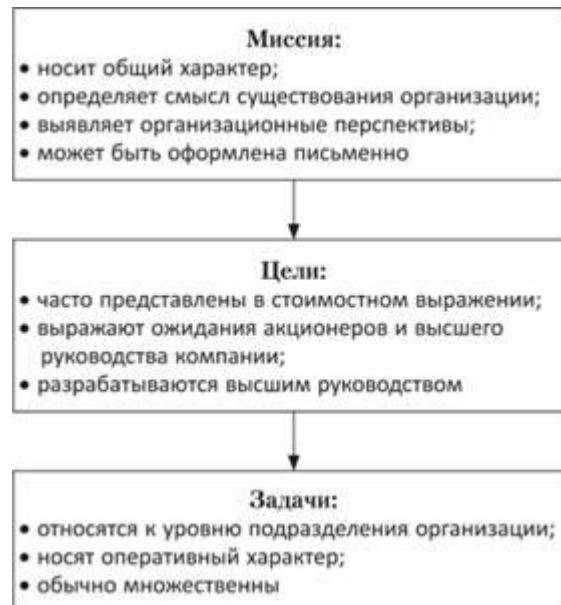 Миссия:
• носит общий характер;
• определяет смысл существования организации;
• выявляет организационные перспективы;
• может быть оформлена письменно
Цели:
• часто представлены в стоимостном выражении;
• выражают ожидания акционеров и высшего
руководства компании;
• разрабатываются высшим руководством
Задачи:
• относятся к уровню подразделения организации;
• носят оперативный характер;
• обычно множественны